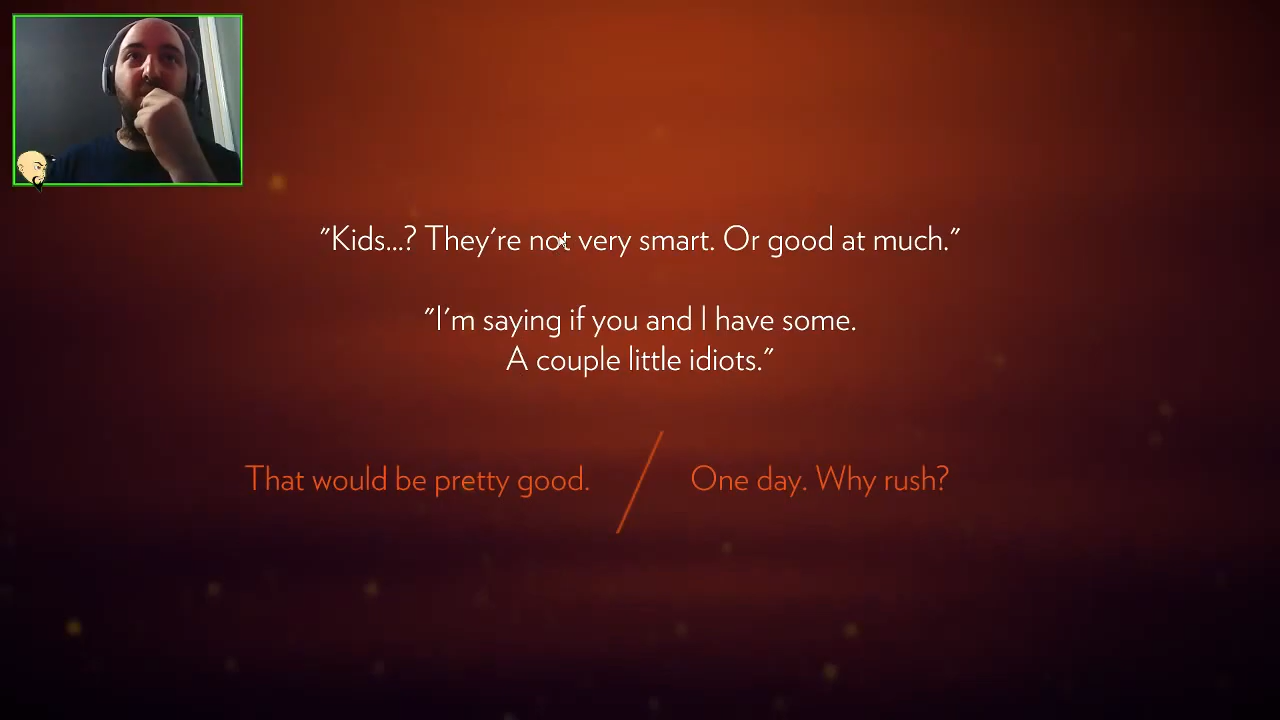 "Kids...? They're not very smart. Or good at much."
"I'm saying if you and I have some.
A couple little idiots."
That would be pretty good. / One day. Why rush?